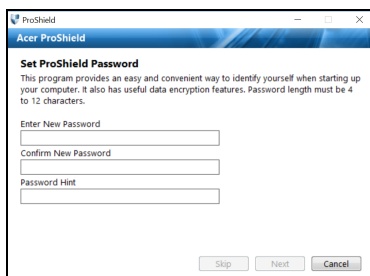 ProShield
Acer ProShield
Set ProShield Password
This program provides an easy and convenient way to identify yourself when starting up
your computer. It also has useful data encryption features. Password length must be 4
to 12 characters.
Enter New Password
Confirm New Password
Password Hint
Skip Next Cancel